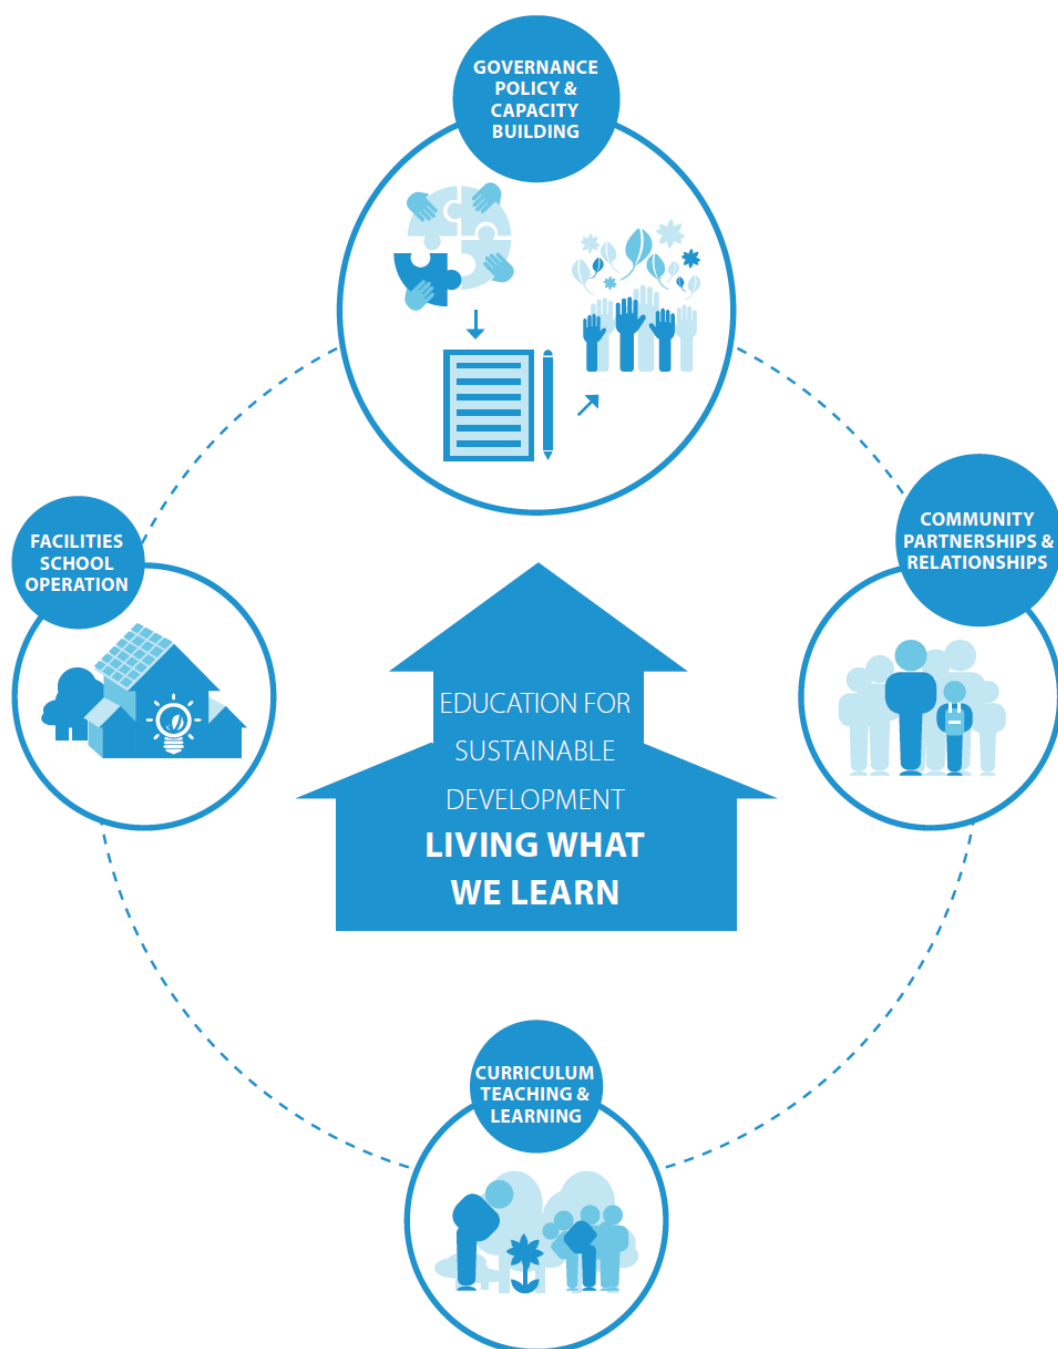 GOVERNANCE
POLICY &
CAPACITY
BUILDING
FACILITIES
SCHOOL
OPERATION
COMMUNITY
PARTNERSHIPS &
RELATIONSHIPS
EDUCATION FOR
SUSTAINABLE
DEVELOPMENT
LIVING WHAT
WE LEARN
CURRICULUM
TEACHING &
LEARNING